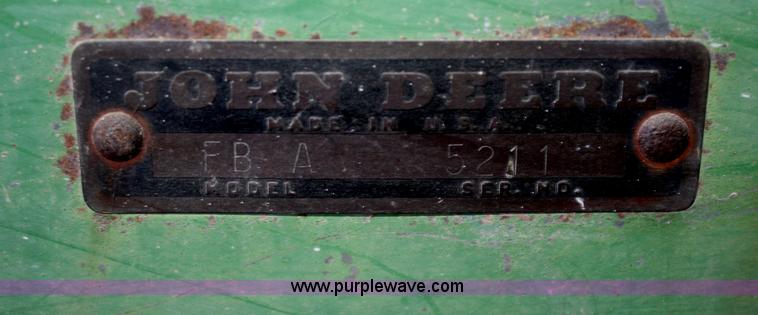 JOHN DEERE
MADE IN U.S.A.
FB A 5211
MODEL SER. NO.
www.purplewave.com